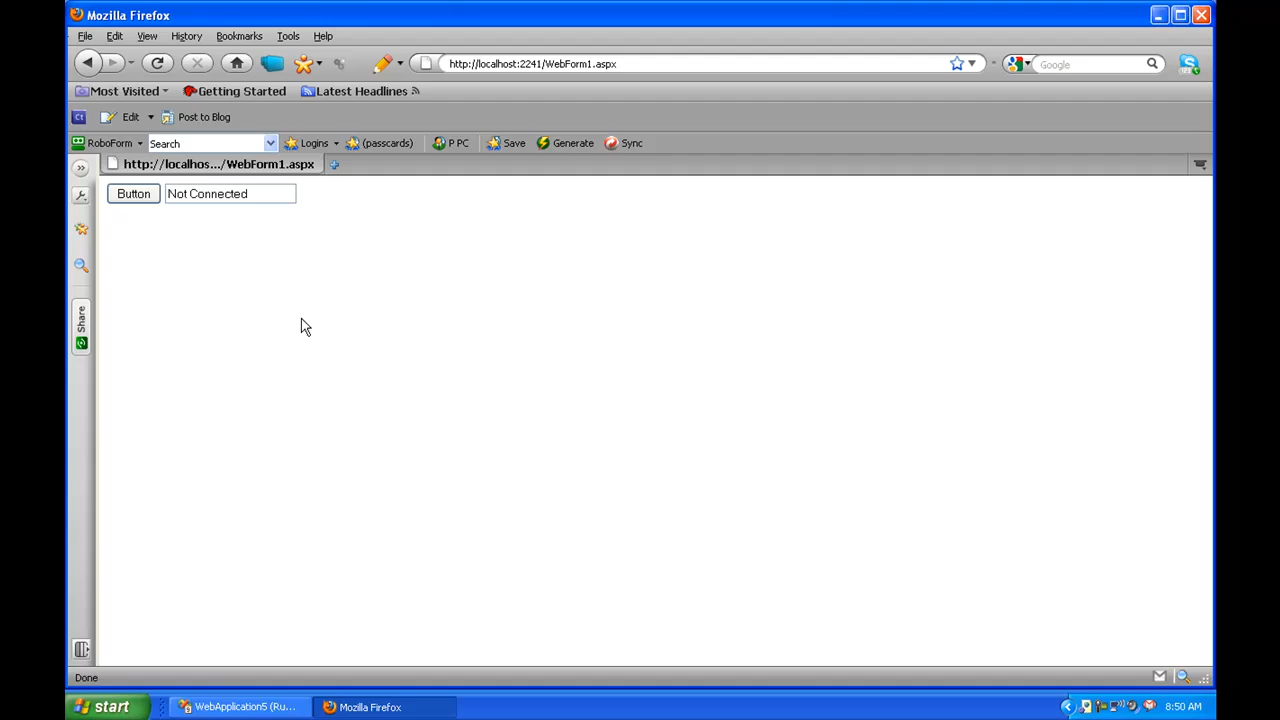 Mozilla Firefox
File Edit View History Bookmarks Tools Help
http://localhost:2241/WebForm1.aspx Google
Most Visited Getting Started Latest Headlines
Ct Edit Post to Blog
RoboForm Search Logins (passcards) P PC Save Generate Sync
http://localhos.../WebForm1.aspx
Button Not Connected
Share
Done
start WebApplication5 (Ru... Mozilla Firefox 8:50 AM